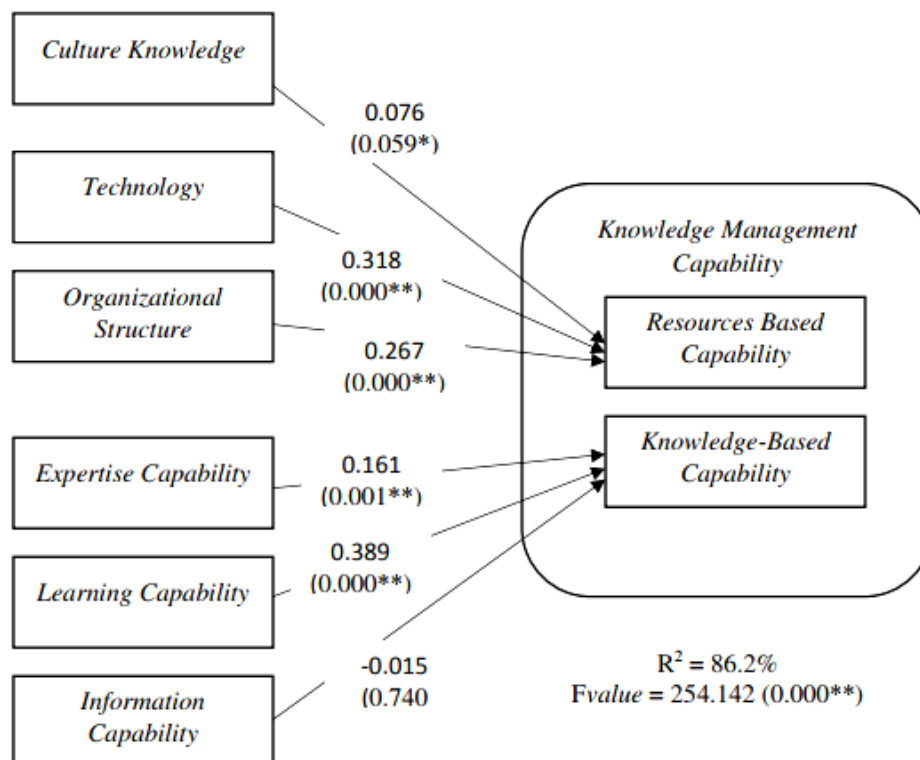 Culture Knowledge
0.076
(0.059*)
Technology
0.318
(0.000**)
Organizational
Structure
0.267
(0.000**)
Expertise Capability
0.161
(0.001**)
Learning Capability
0.389
(0.000**)
Information
Capability
-0.015
(0.740
Knowledge Management
Capability
Resources Based
Capability
Knowledge-Based
Capability
R² = 86.2%
Fvalue = 254.142 (0.000**)